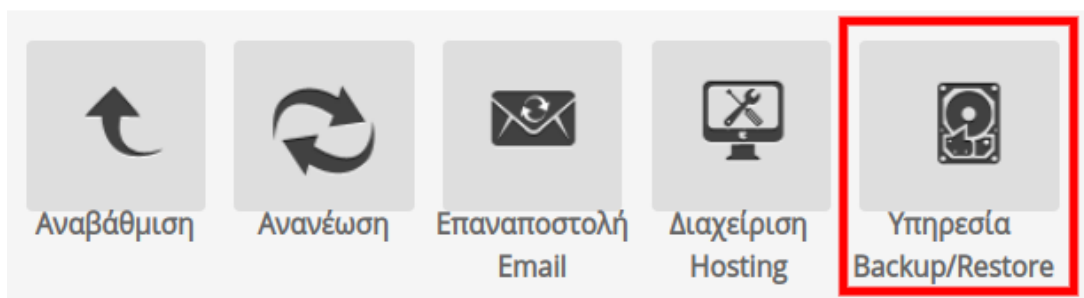 Αναβάθμιση
Ανανέωση
Επαναποστολή
Email
Διαχείριση
Hosting
Υπηρεσία
Backup/Restore